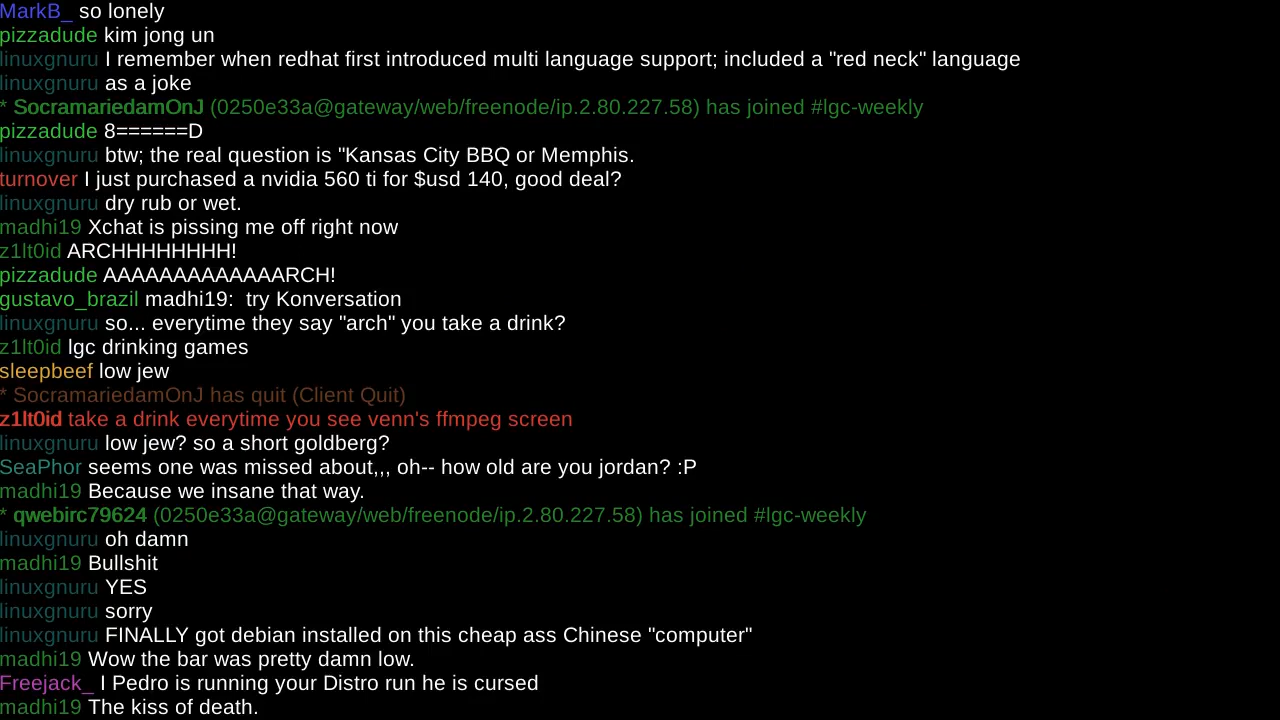 MarkB_ so lonely
pizzadude kim jong un
linuxgnuru I remember when redhat first introduced multi language support; included a "red neck" language
linuxgnuru as a joke
* SocramariedamOnJ (0250e33a@gateway/web/freenode/ip.2.80.227.58) has joined #lgc-weekly
pizzadude 8======D
linuxgnuru btw; the real question is "Kansas City BBQ or Memphis.
turnover I just purchased a nvidia 560 ti for $usd 140, good deal?
linuxgnuru dry rub or wet.
madhi19 Xchat is pissing me off right now
z1lt0id ARCHHHHHHHH!
pizzadude AAAAAAAAAAAAARCH!
gustavo_brazil madhi19:  try Konversation
linuxgnuru so... everytime they say "arch" you take a drink?
z1lt0id lgc drinking games
sleepbeef low jew
* SocramariedamOnJ has quit (Client Quit)
z1lt0id take a drink everytime you see venn's ffmpeg screen
linuxgnuru low jew? so a short goldberg?
SeaPhor seems one was missed about,,, oh-- how old are you jordan? :P
madhi19 Because we insane that way.
* qwebirc79624 (0250e33a@gateway/web/freenode/ip.2.80.227.58) has joined #lgc-weekly
linuxgnuru oh damn
madhi19 Bullshit
linuxgnuru YES
linuxgnuru sorry
linuxgnuru FINALLY got debian installed on this cheap ass Chinese "computer"
madhi19 Wow the bar was pretty damn low.
Freejack_ I Pedro is running your Distro run he is cursed
madhi19 The kiss of death.